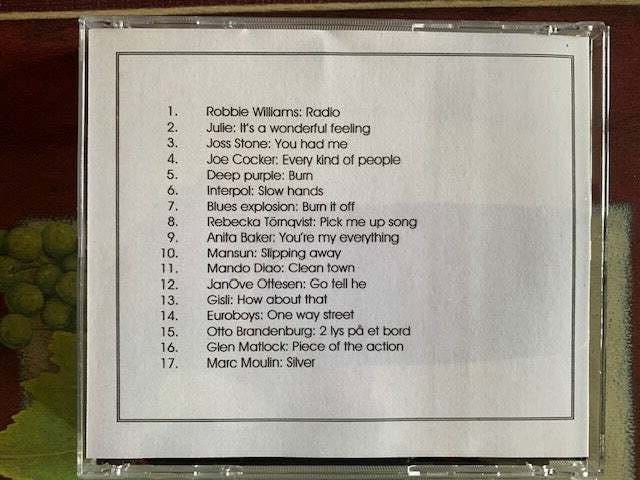 1. Robbie Williams: Radio
2. Julie: It's a wonderful feeling
3. Joss Stone: You had me
4. Joe Cocker: Every kind of people
5. Deep purple: Burn
6. Interpol: Slow hands
7. Blues explosion: Burn it off
8. Rebecka Törnqvist: Pick me up song
9. Anita Baker: You're my everything
10. Mansun: Slipping away
11. Mando Diao: Clean town
12. JanOve Ottesen: Go tell he
13. Gisli: How about that
14. Euroboys: One way street
15. Otto Brandenburg: 2 lys på et bord
16. Glen Matlock: Piece of the action
17. Marc Moulin: Silver